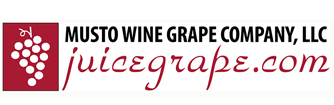 MUSTO WINE GRAPE COMPANY, LLC
juicegrape.com